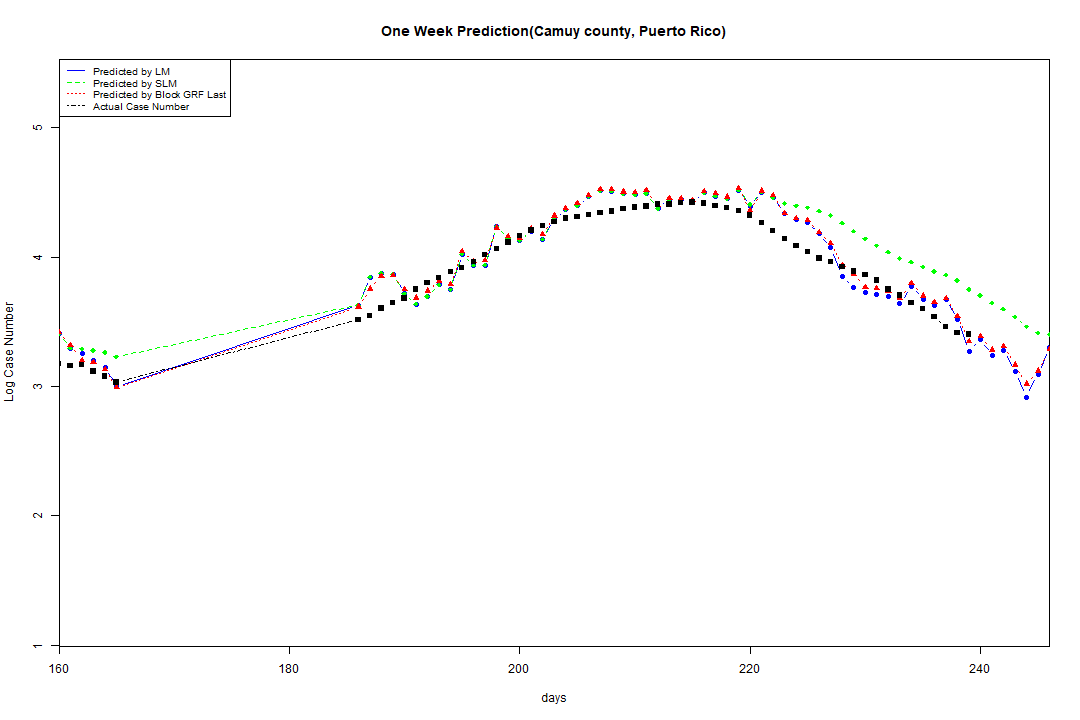 One Week Prediction(Camuy county, Puerto Rico)
Predicted by LM
Predicted by SLM
Predicted by Block GRF Last
Actual Case Number
5
4
3
2
1
Log Case Number
160 180 200 220 240
days